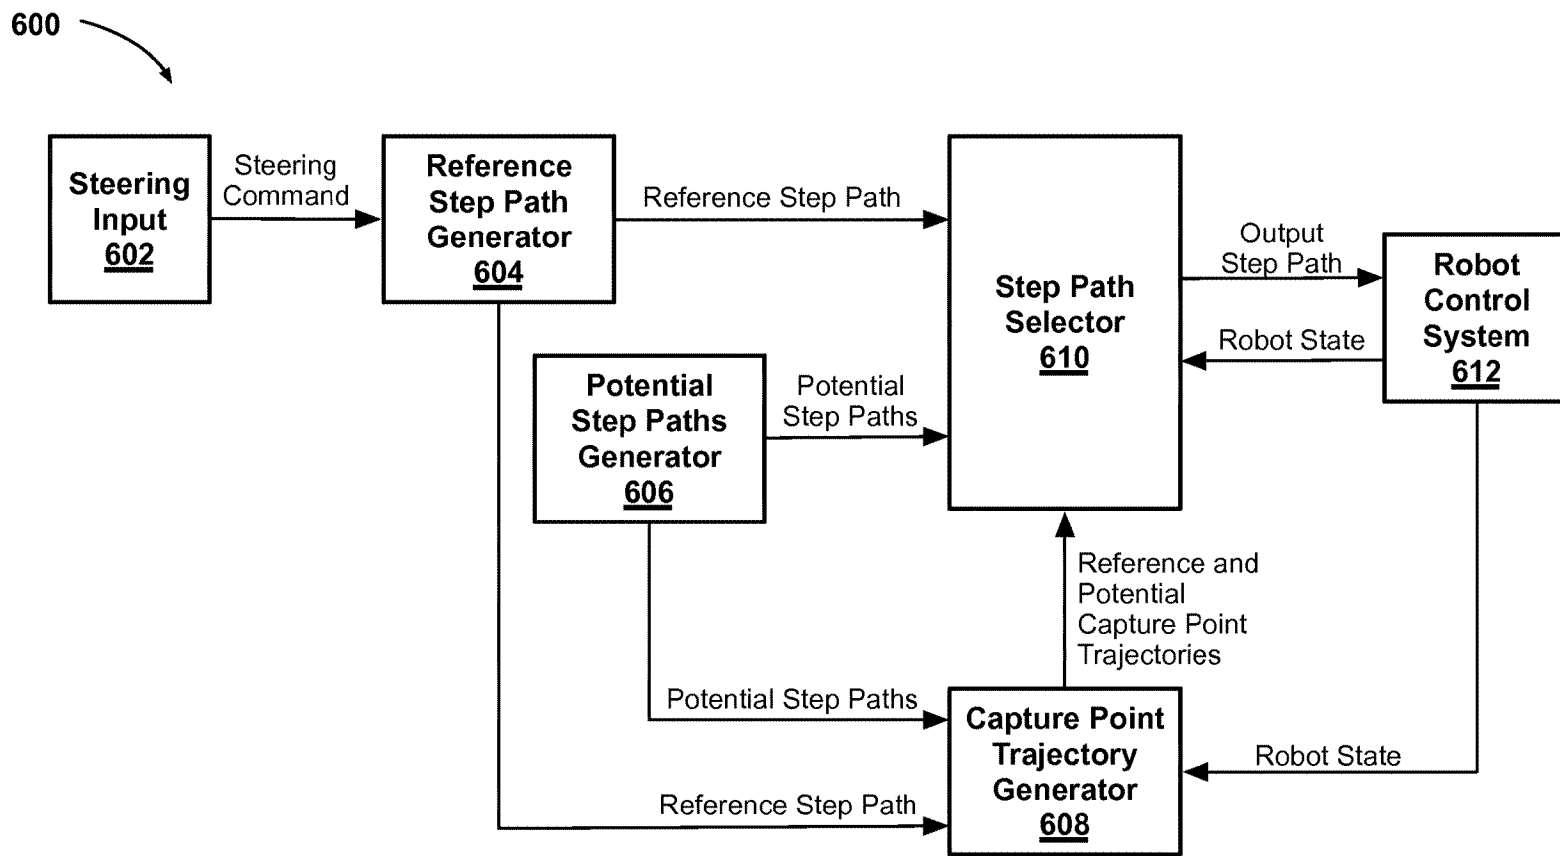 600
Steering
Input
602
Steering
Command
Reference
Step Path
Generator
604
Reference Step Path
Potential
Step Paths
Generator
606
Potential
Step Paths
Step Path
Selector
610
Output
Step Path
Robot State
Robot
Control
System
612
Reference and
Potential
Capture Point
Trajectories
Potential Step Paths
Reference Step Path
Capture Point
Trajectory
Generator
608
Robot State